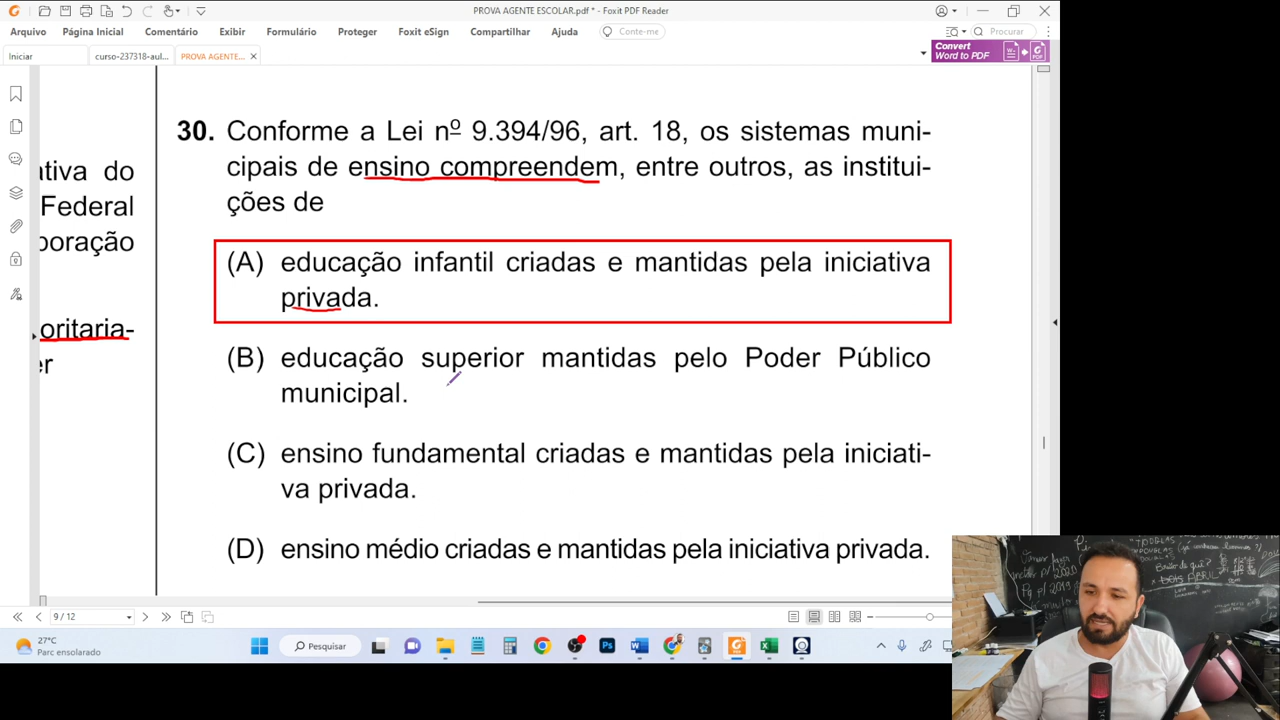 PROVA AGENTE ESCOLAR.pdf * - Foxit PDF Reader
Arquivo Página Inicial Comentário Exibir Formulário Proteger Foxit eSign Compartilhar Ajuda Conte-me Procurar
Iniciar curso-237318-aul... PROVA AGENTE...
Convert
Word to PDF
ativa do
Federal
boração
oritaria-
er
30. Conforme a Lei nº 9.394/96, art. 18, os sistemas muni-
cipais de ensino compreendem, entre outros, as institui-
ções de
(A) educação infantil criadas e mantidas pela iniciativa
privada.
(B) educação superior mantidas pelo Poder Público
municipal.
(C) ensino fundamental criadas e mantidas pela iniciati-
va privada.
(D) ensino médio criadas e mantidas pela iniciativa privada.
9 / 12
27°C
Parc ensolarado
Pesquisar